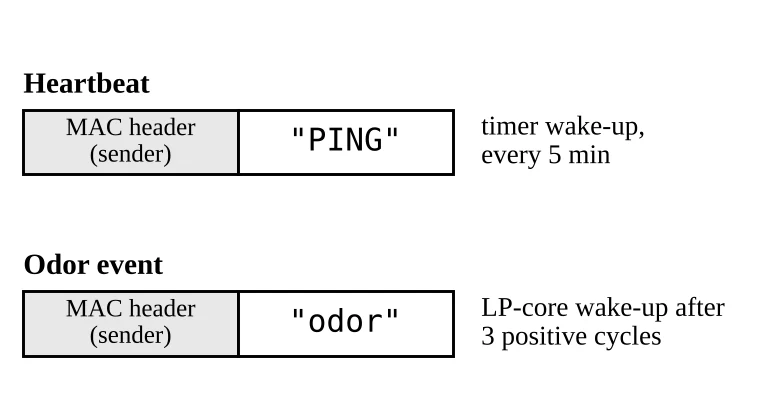 Heartbeat
MAC header
(sender)
"PING"
timer wake-up,
every 5 min
Odor event
MAC header
(sender)
"odor"
LP-core wake-up after
3 positive cycles